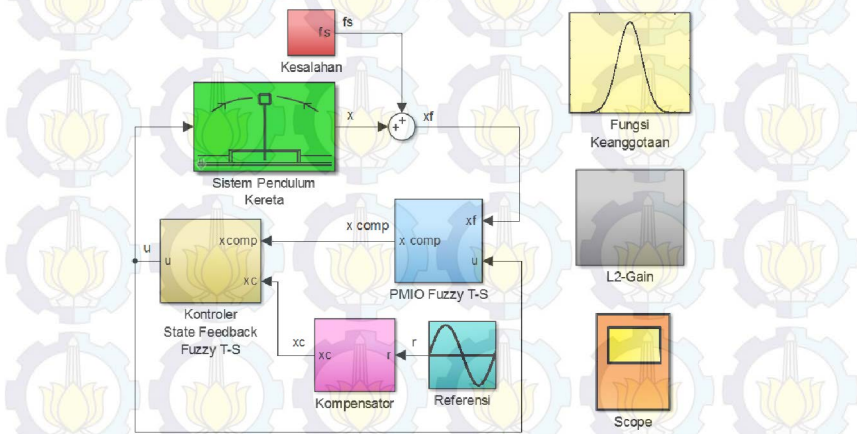 fs
fs
Kesalahan
x
xf
Sistem Pendulum
Kereta
Fungsi
Keanggotaan
xf
x comp
x comp
u
PMIO Fuzzy T-S
u
u
x comp
xc
Kontroler
State Feedback
Fuzzy T-S
L2-Gain
xc
xc
r
r
Kompensator
Referensi
Scope